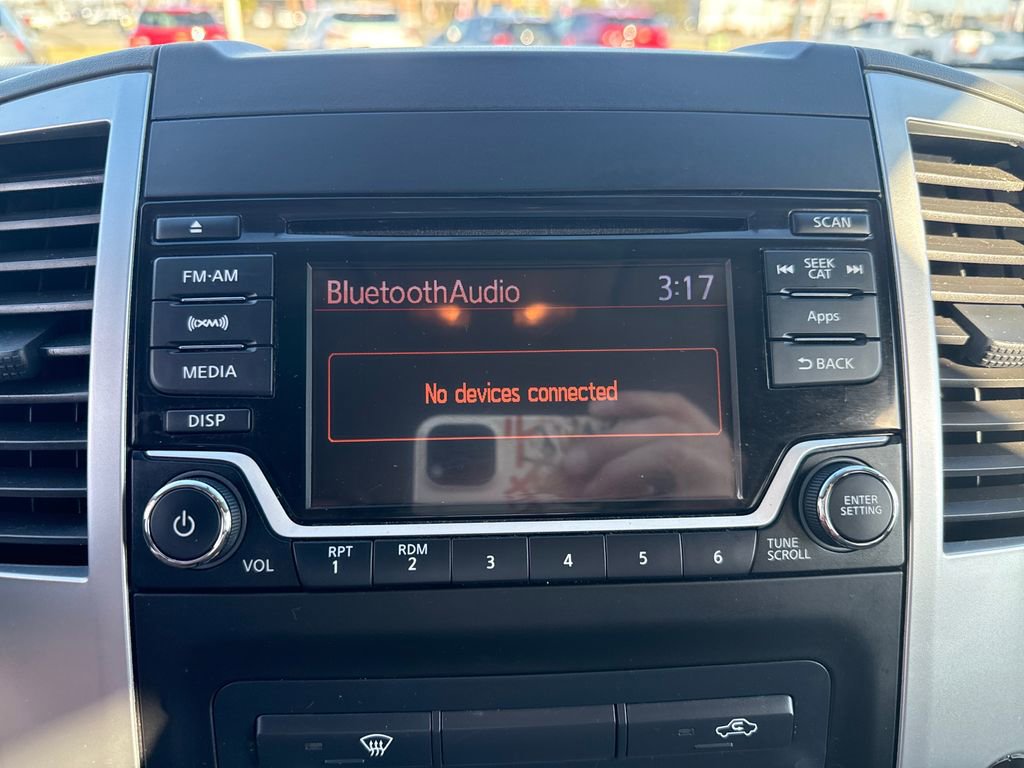 SCAN
FM·AM
SEEK
CAT
BluetoothAudio 3:17
((XM))
Apps
MEDIA
BACK
No devices connected
DISP
ENTER
SETTING
VOL
RPT
1
RDM
2
3
4
5
6
TUNE
SCROLL